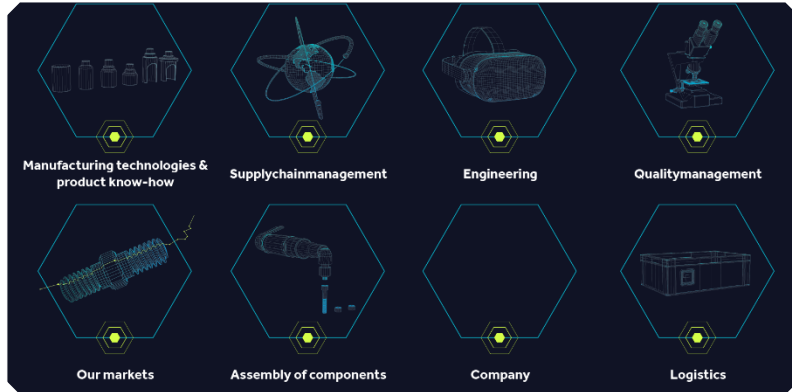 Manufacturing technologies &
product know-how
Supplychainmanagement
Engineering
Qualitymanagement
Our markets
Assembly of components
Company
Logistics